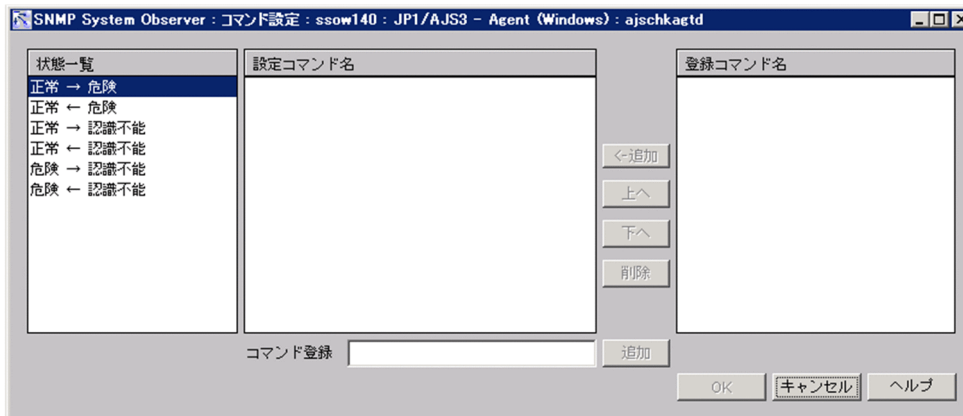 SNMP System Observer : コマンド設定 : ssow140 : JP1/AJS3 - Agent (Windows) : ajschkagtd
状態一覧
正常 → 危険
正常 ← 危険
正常 → 認識不能
正常 ← 認識不能
危険 → 認識不能
危険 ← 認識不能
設定コマンド名
<-追加
上へ
下へ
削除
登録コマンド名
コマンド登録
追加
OK
キャンセル
ヘルプ